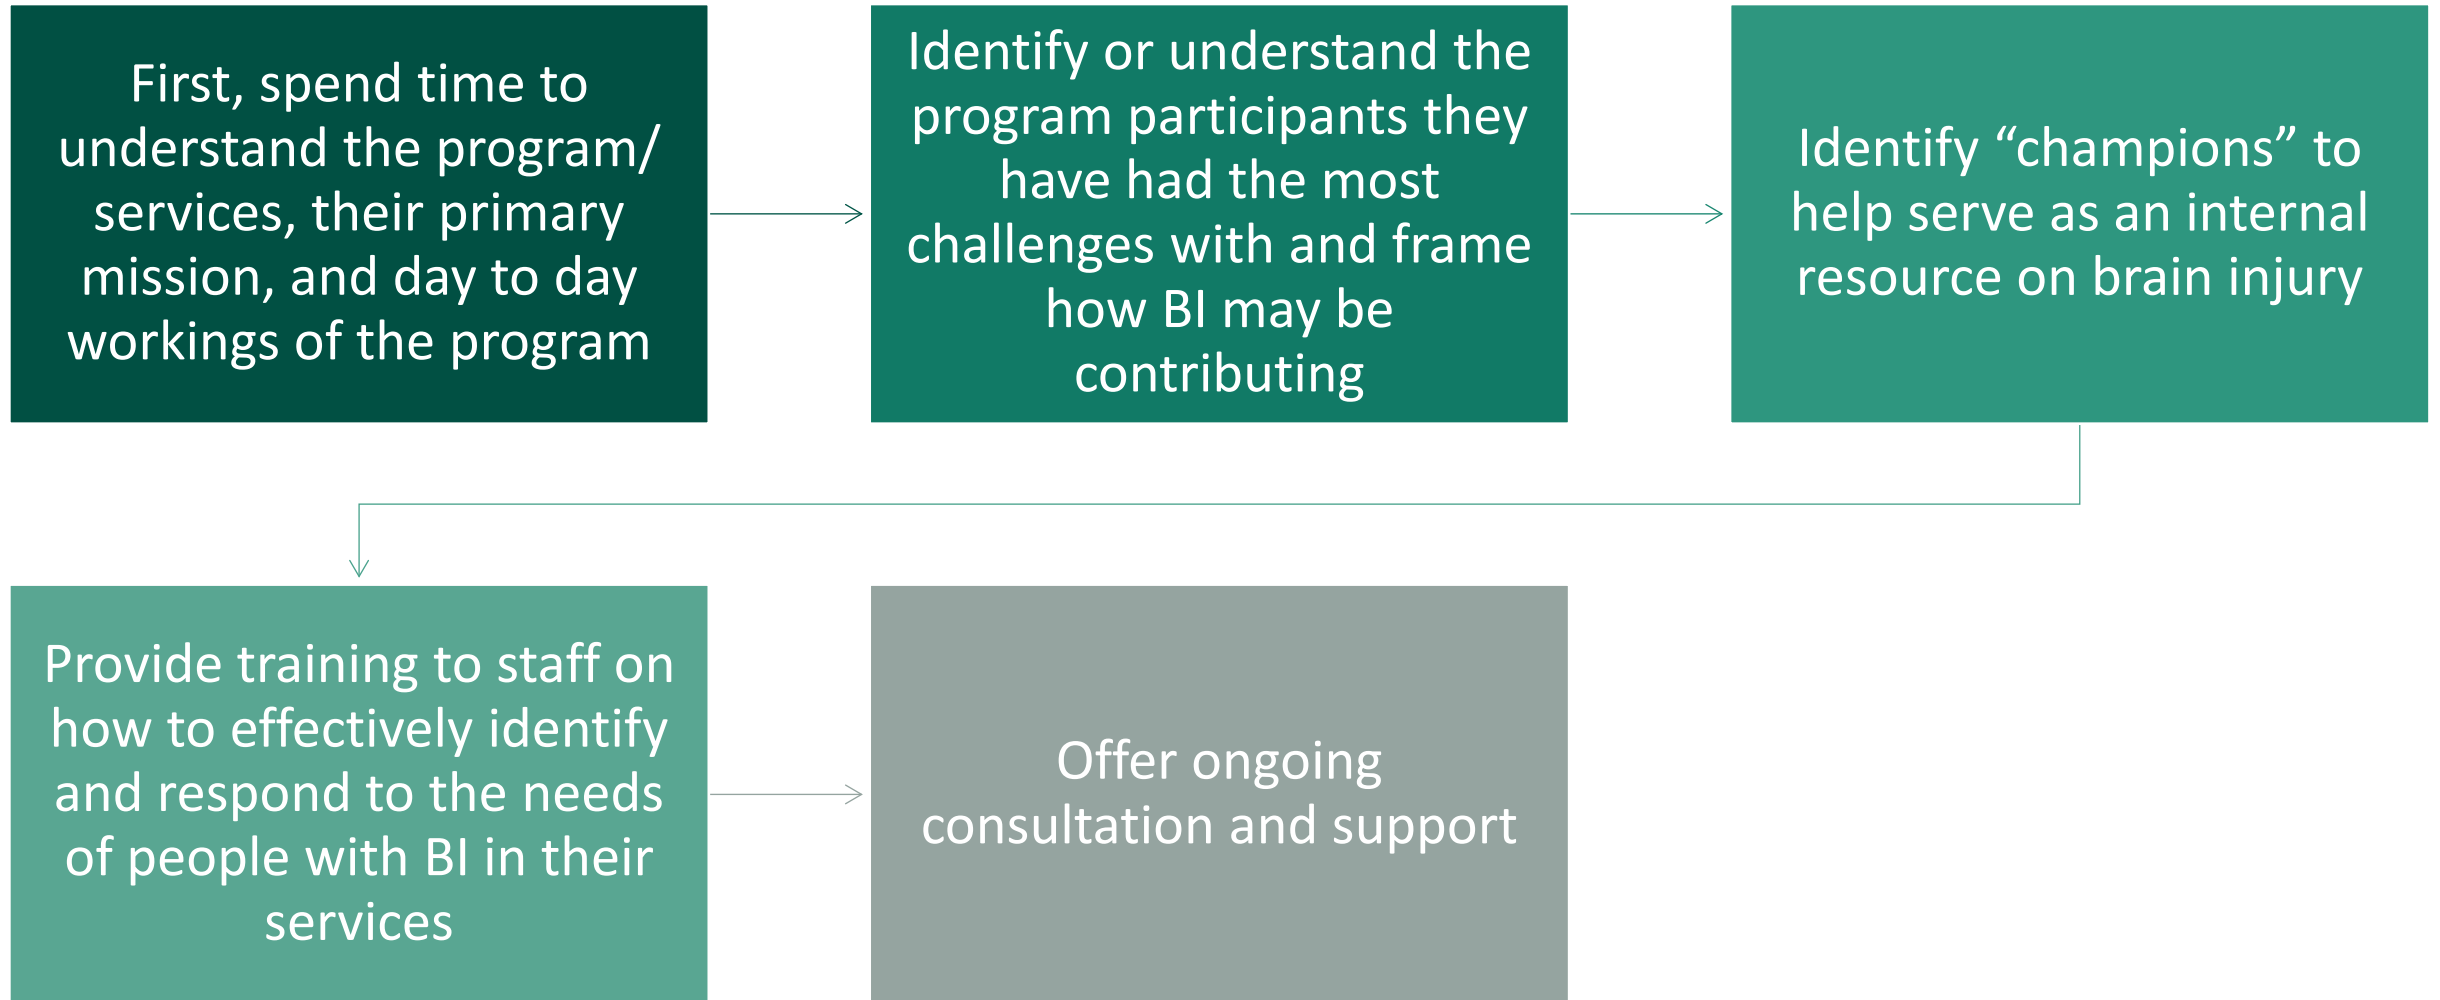 First, spend time to
understand the program/
services, their primary
mission, and day to day
workings of the program
Identify or understand the
program participants they
have had the most
challenges with and frame
how BI may be
contributing
Identify “champions” to
help serve as an internal
resource on brain injury
Provide training to staff on
how to effectively identify
and respond to the needs
of people with BI in their
services
Offer ongoing
consultation and support